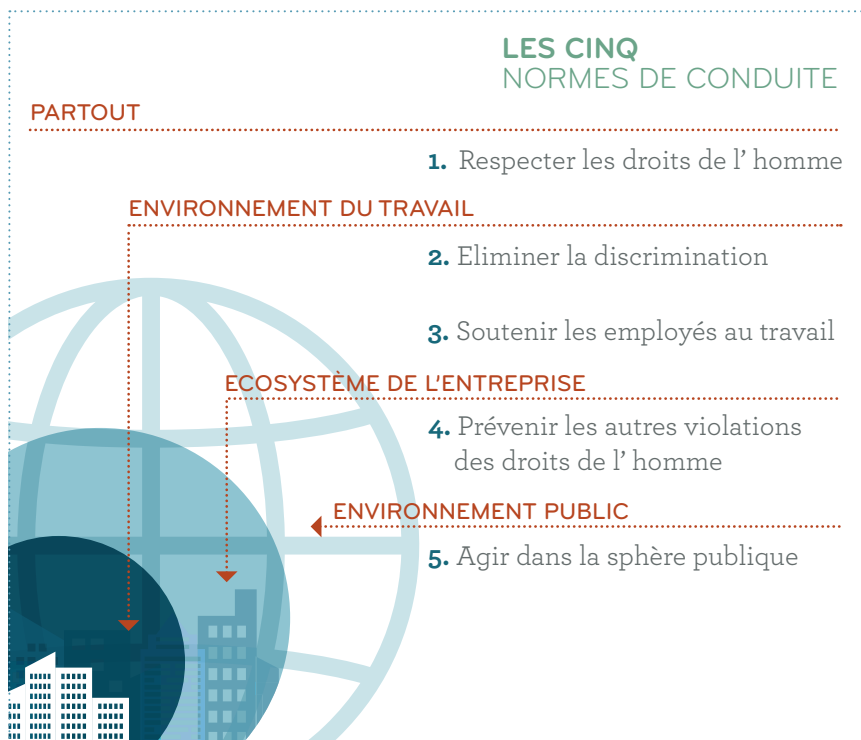 LES CINQ
NORMES DE CONDUITE
PARTOUT
1. Respecter les droits de l’ homme
ENVIRONNEMENT DU TRAVAIL
2. Eliminer la discrimination
3. Soutenir les employés au travail
ECOSYSTÈME DE L'ENTREPRISE
4. Prévenir les autres violations
des droits de l’ homme
ENVIRONNEMENT PUBLIC
5. Agir dans la sphère publique